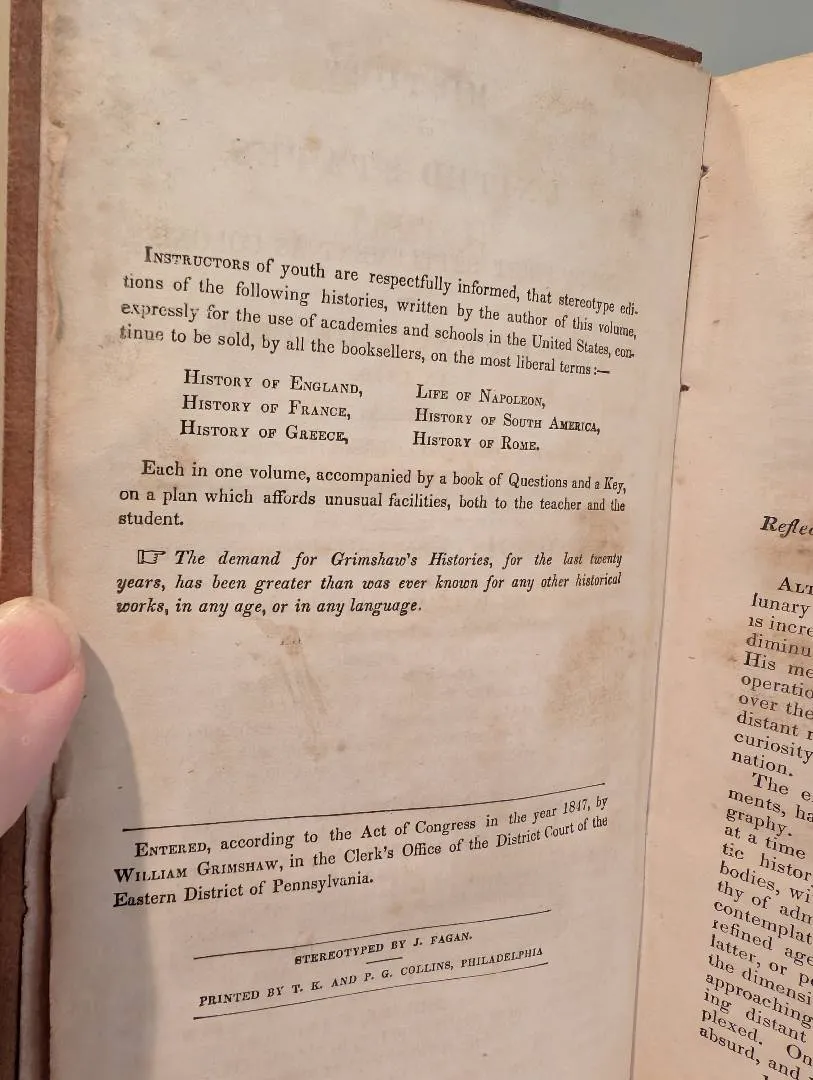 INSTRUCTORS of youth are respectfully informed, that stereotype edi-
tions of the following histories, written by the author of this volume,
expressly for the use of academies and schools in the United States, con-
tinue to be sold, by all the booksellers, on the most liberal terms:—
HISTORY OF ENGLAND,
HISTORY OF FRANCE,
HISTORY OF GREECE,
LIFE OF NAPOLEON,
HISTORY OF SOUTH AMERICA,
HISTORY OF ROME.
Each in one volume, accompanied by a book of Questions and a Key,
on a plan which affords unusual facilities, both to the teacher and the
student.
☞ The demand for Grimshaw's Histories, for the last twenty
years, has been greater than was ever known for any other historical
works, in any age, or in any language.
ENTERED, according to the Act of Congress in the year 1847, by
WILLIAM GRIMSHAW, in the Clerk's Office of the District Court of the
Eastern District of Pennsylvania.
STEREOTYPED BY J. FAGAN.
PRINTED BY T. K. AND P. G. COLLINS, PHILADELPHIA
Reflec
ALT
lunary
is incre
diminu
His me
operatio
over the
distant r
curiosity
nation.
The e
ments, ha
graphy.
at a time
tic histor
bodies, wi
thy of adm
contemplat
refined age
latter, or p
the dimensi
approaching
ing distant
plexed. On
absurd, and